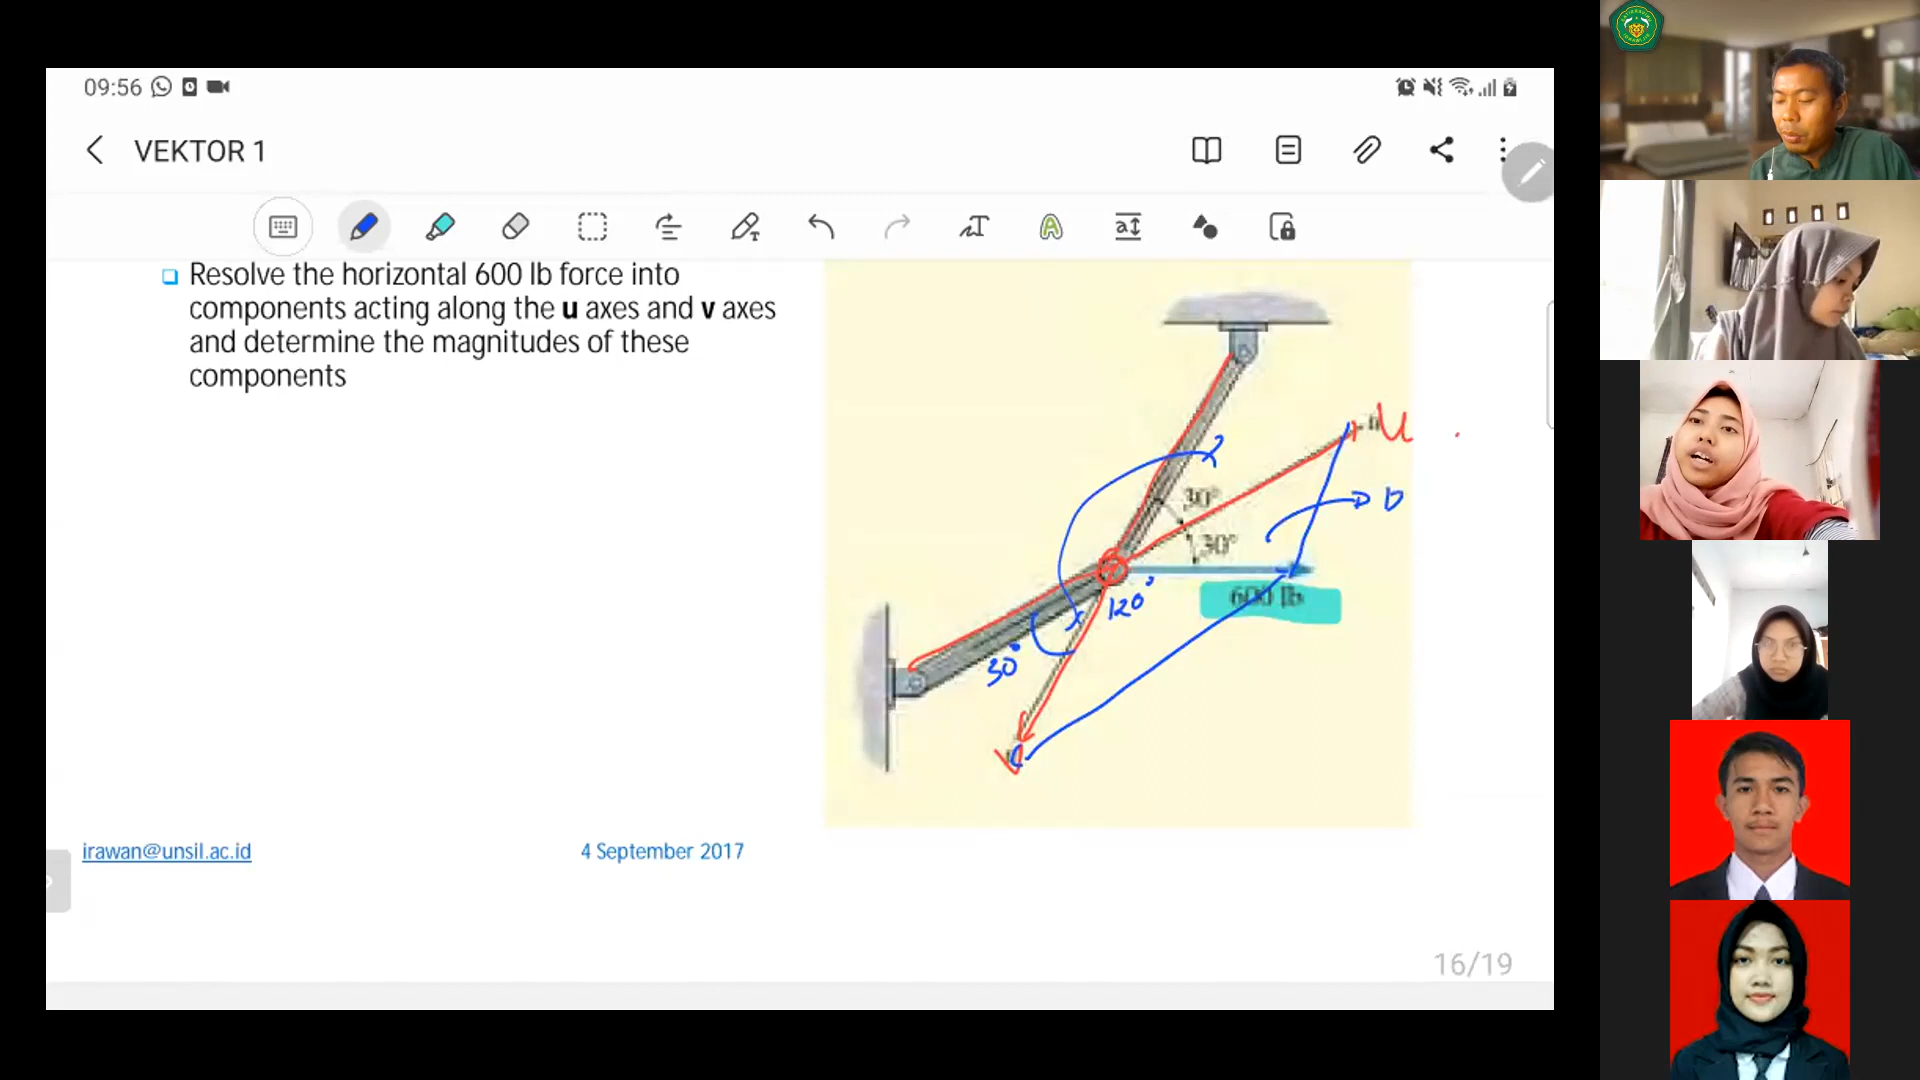 09:56
VEKTOR 1
Resolve the horizontal 600 lb force into
components acting along the u axes and v axes
and determine the magnitudes of these
components
u
30°
30°
120°
600 lb
30°
V
irawan@unsil.ac.id
4 September 2017
16/19